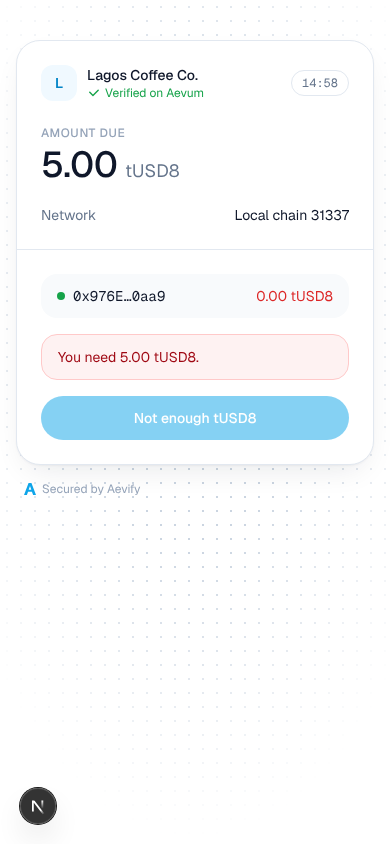 L
Lagos Coffee Co.
Verified on Aevum
14:58
AMOUNT DUE
5.00 tUSD8
Network Local chain 31337
0x976E…0aa9 0.00 tUSD8
You need 5.00 tUSD8.
Not enough tUSD8
A Secured by Aevify
N